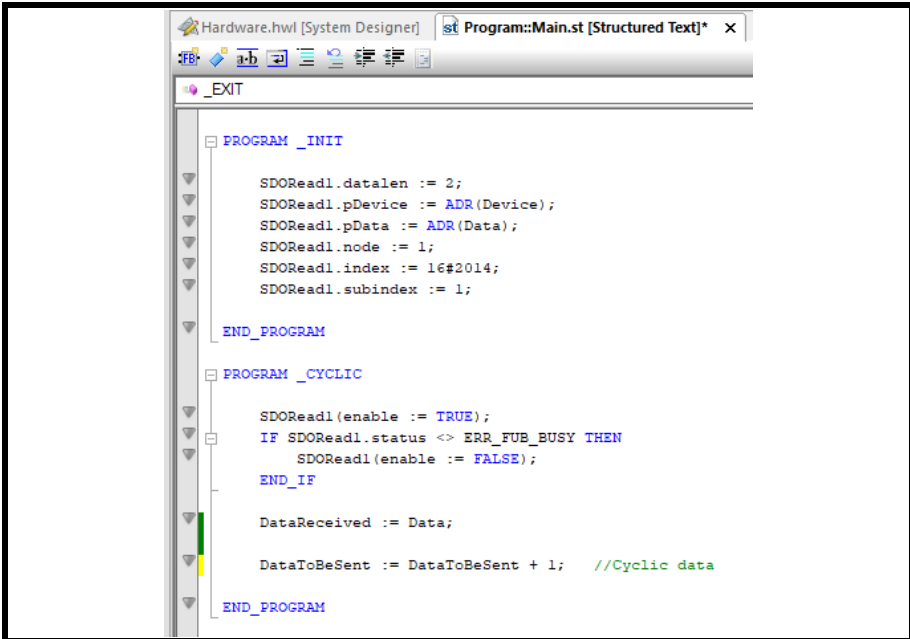 Hardware.hwl [System Designer] st Program::Main.st [Structured Text]* x
FB a·b
_EXIT
PROGRAM _INIT
SDORead1.datalen := 2;
SDORead1.pDevice := ADR(Device);
SDORead1.pData := ADR(Data);
SDORead1.node := 1;
SDORead1.index := 16#2014;
SDORead1.subindex := 1;
END_PROGRAM
PROGRAM _CYCLIC
SDORead1(enable := TRUE);
IF SDORead1.status <> ERR_FUB_BUSY THEN
SDORead1(enable := FALSE);
END_IF
DataReceived := Data;
DataToBeSent := DataToBeSent + 1; //Cyclic data
END_PROGRAM